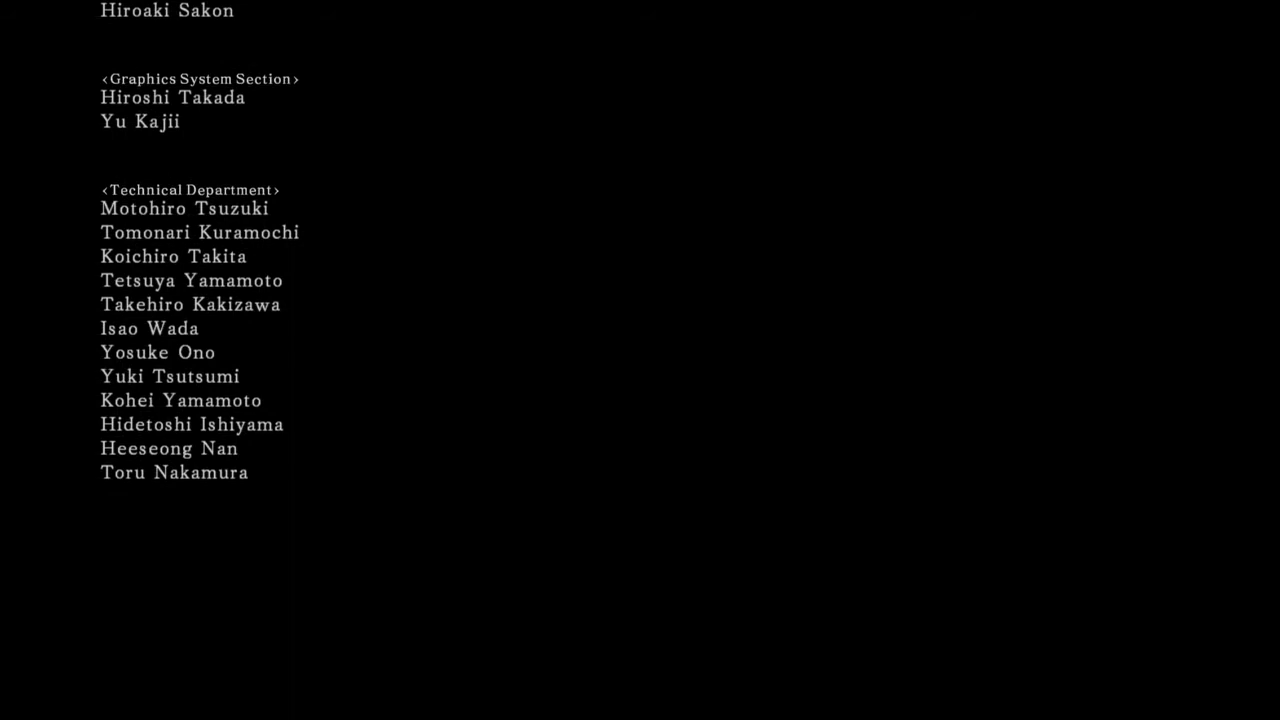 Hiroaki Sakon
‹Graphics System Section›
Hiroshi Takada
Yu Kajii
‹Technical Department›
Motohiro Tsuzuki
Tomonari Kuramochi
Koichiro Takita
Tetsuya Yamamoto
Takehiro Kakizawa
Isao Wada
Yosuke Ono
Yuki Tsutsumi
Kohei Yamamoto
Hidetoshi Ishiyama
Heeseong Nan
Toru Nakamura